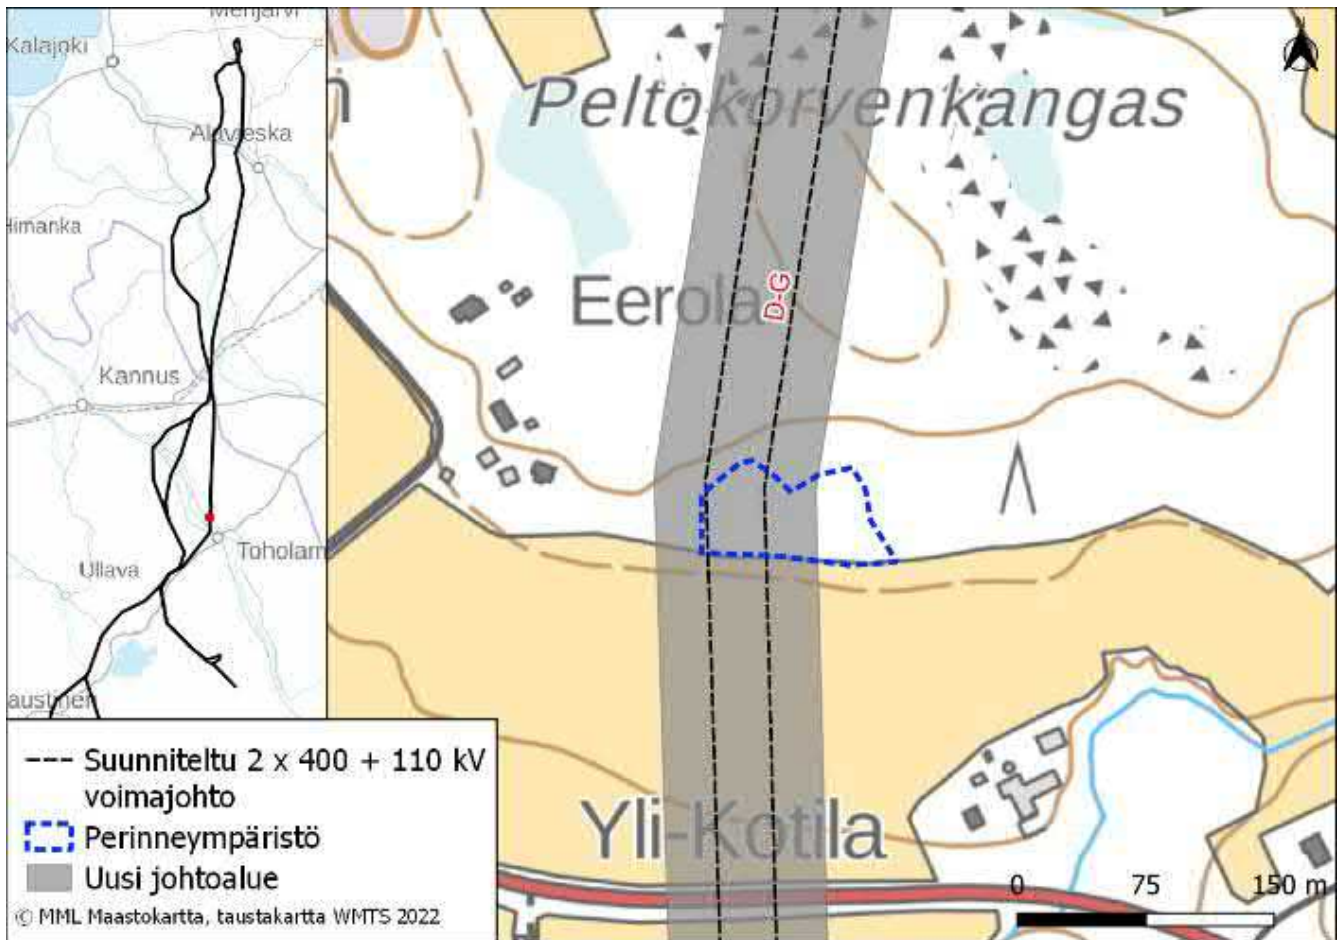 Kalajoki
Alavieska
Himanka
Kannus
Ullava
Peltokorvenkangas
Eerola
D-G
Yli-Kotila
0 75 150 m
Suunniteltu 2 x 400 + 110 kV
voimajohto
Perinneympäristö
Uusi johtoalue
© MML Maastokartta, taustakartta WMTS 2022